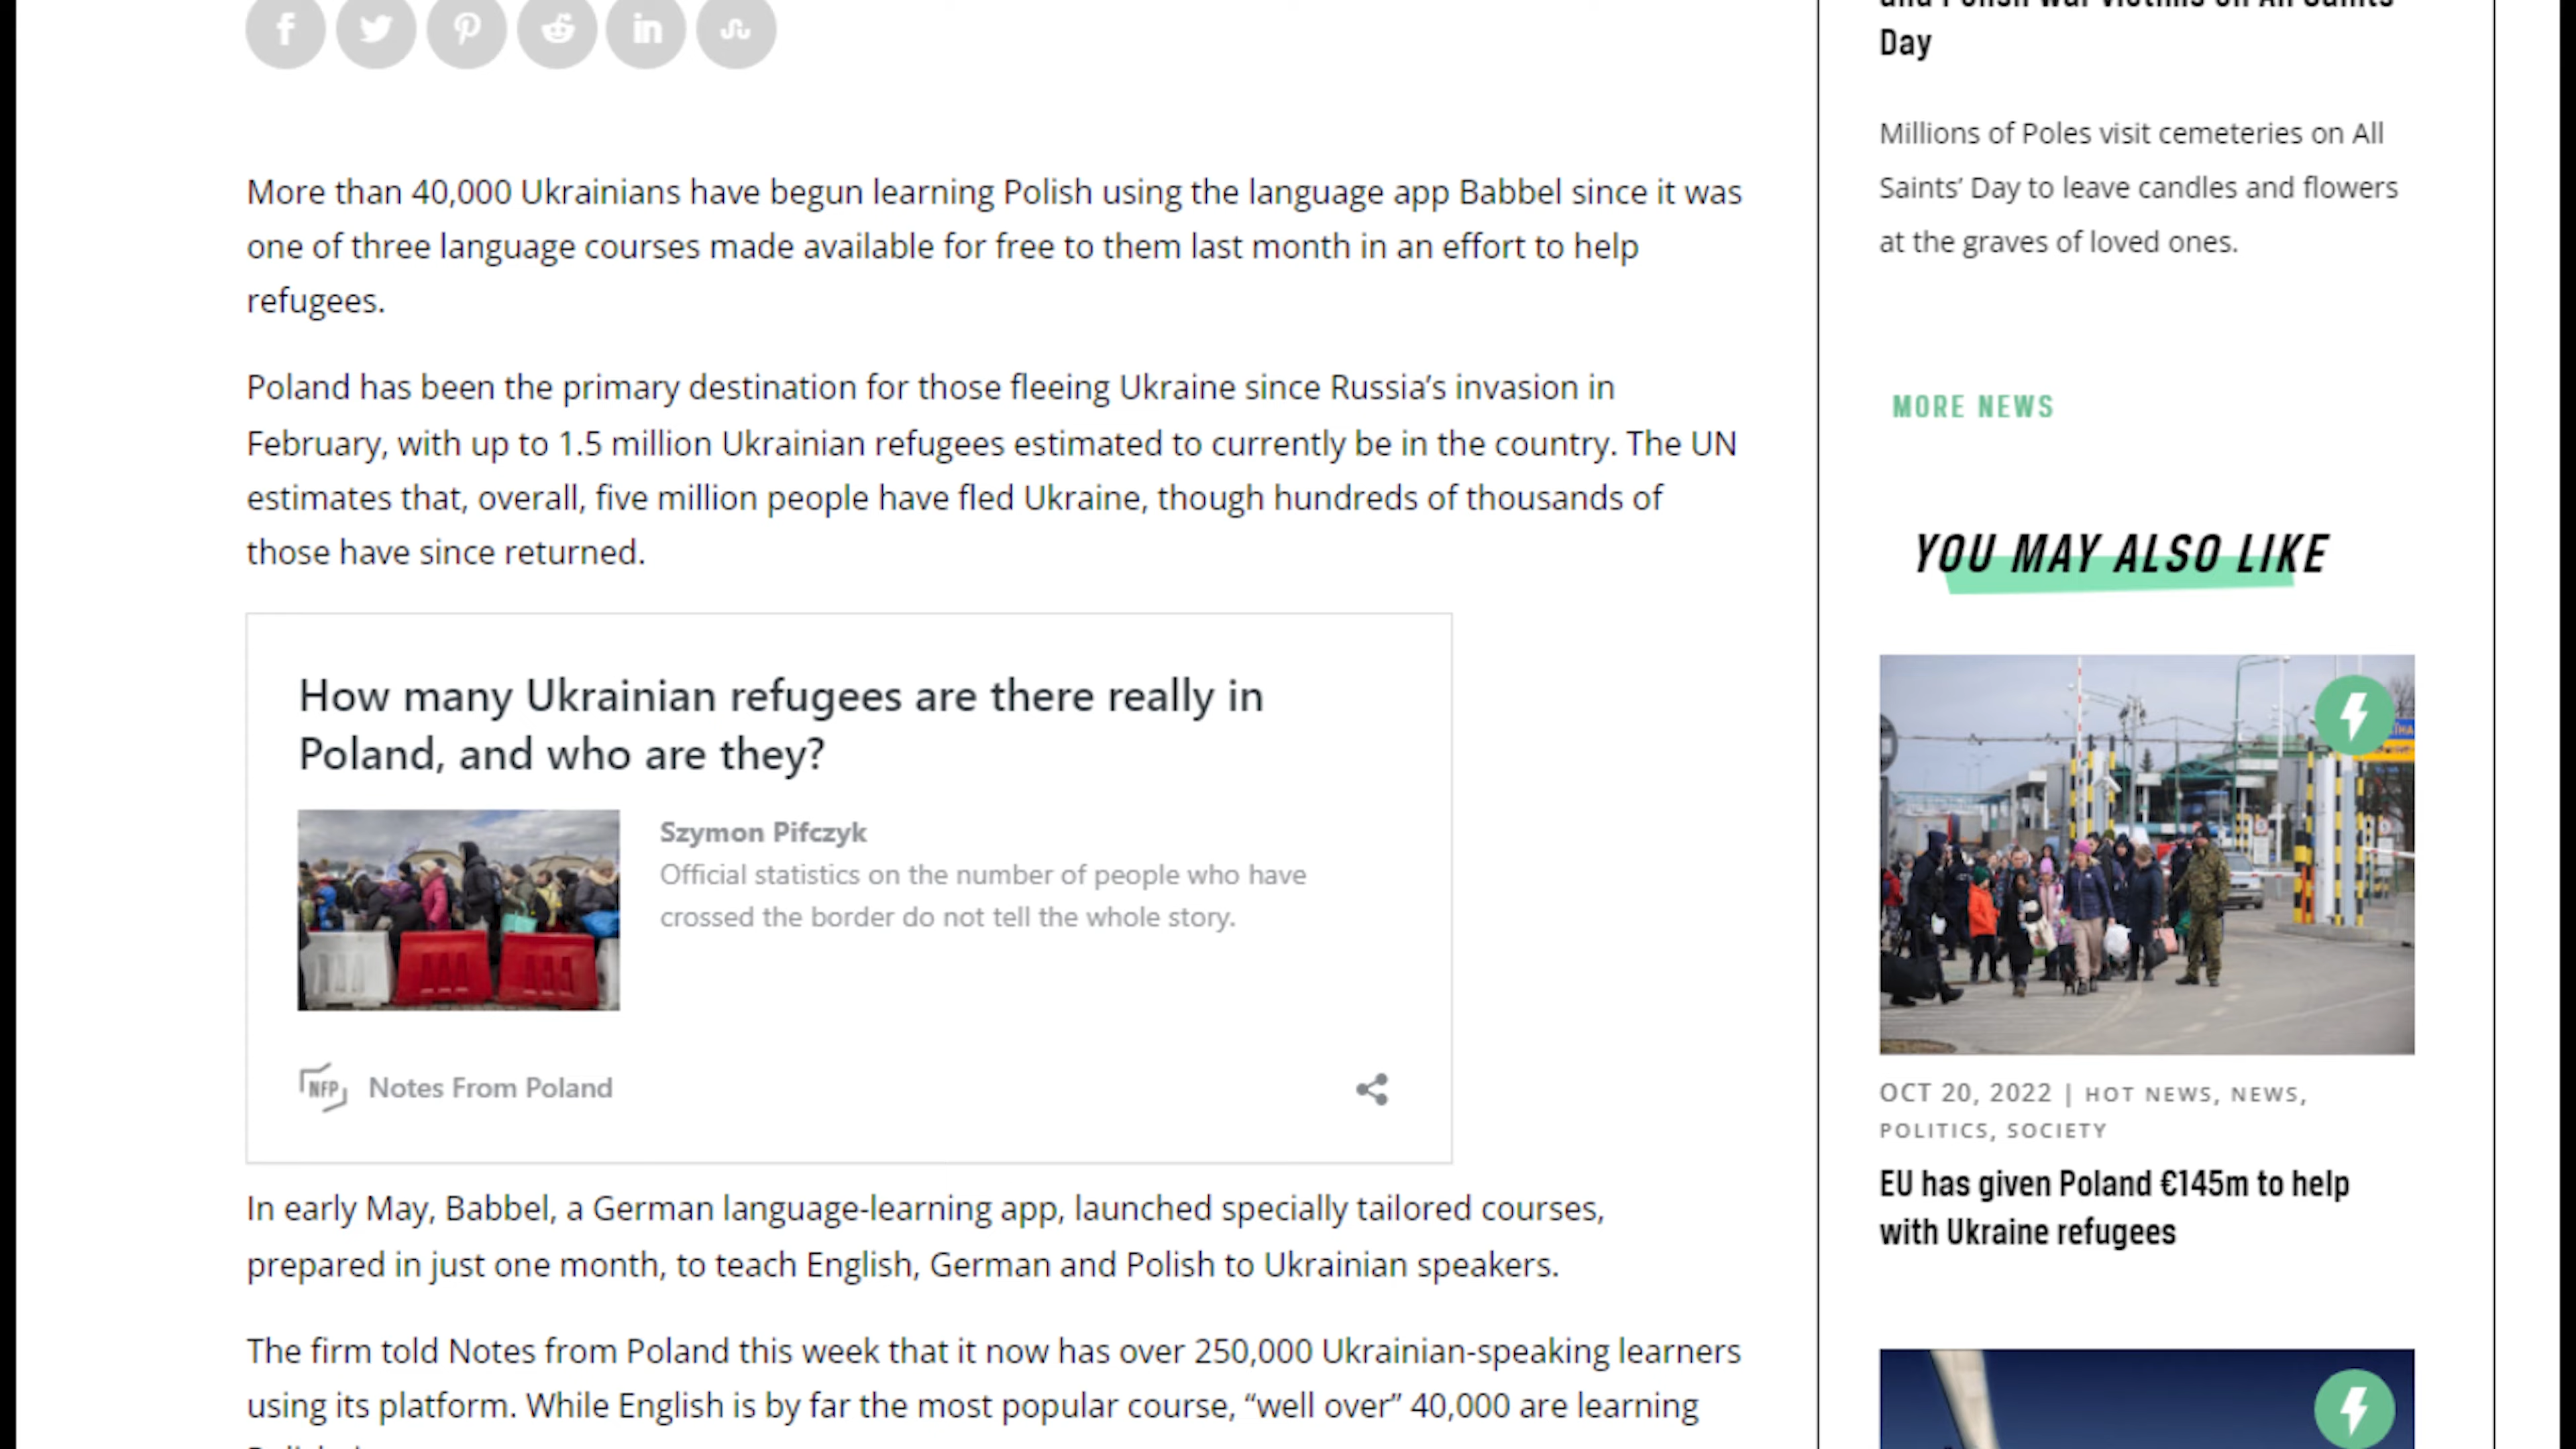 More than 40,000 Ukrainians have begun learning Polish using the language app Babbel since it was
one of three language courses made available for free to them last month in an effort to help
refugees.
Poland has been the primary destination for those fleeing Ukraine since Russia’s invasion in
February, with up to 1.5 million Ukrainian refugees estimated to currently be in the country. The UN
estimates that, overall, five million people have fled Ukraine, though hundreds of thousands of
those have since returned.
How many Ukrainian refugees are there really in
Poland, and who are they?
Szymon Pifczyk
Official statistics on the number of people who have
crossed the border do not tell the whole story.
NFP
Notes From Poland
In early May, Babbel, a German language-learning app, launched specially tailored courses,
prepared in just one month, to teach English, German and Polish to Ukrainian speakers.
The firm told Notes from Poland this week that it now has over 250,000 Ukrainian-speaking learners
using its platform. While English is by far the most popular course, “well over” 40,000 are learning
and Polish war victims on All Saints’
Day
Millions of Poles visit cemeteries on All
Saints’ Day to leave candles and flowers
at the graves of loved ones.
MORE NEWS
YOU MAY ALSO LIKE
OCT 20, 2022 | HOT NEWS, NEWS,
POLITICS, SOCIETY
EU has given Poland €145m to help
with Ukraine refugees